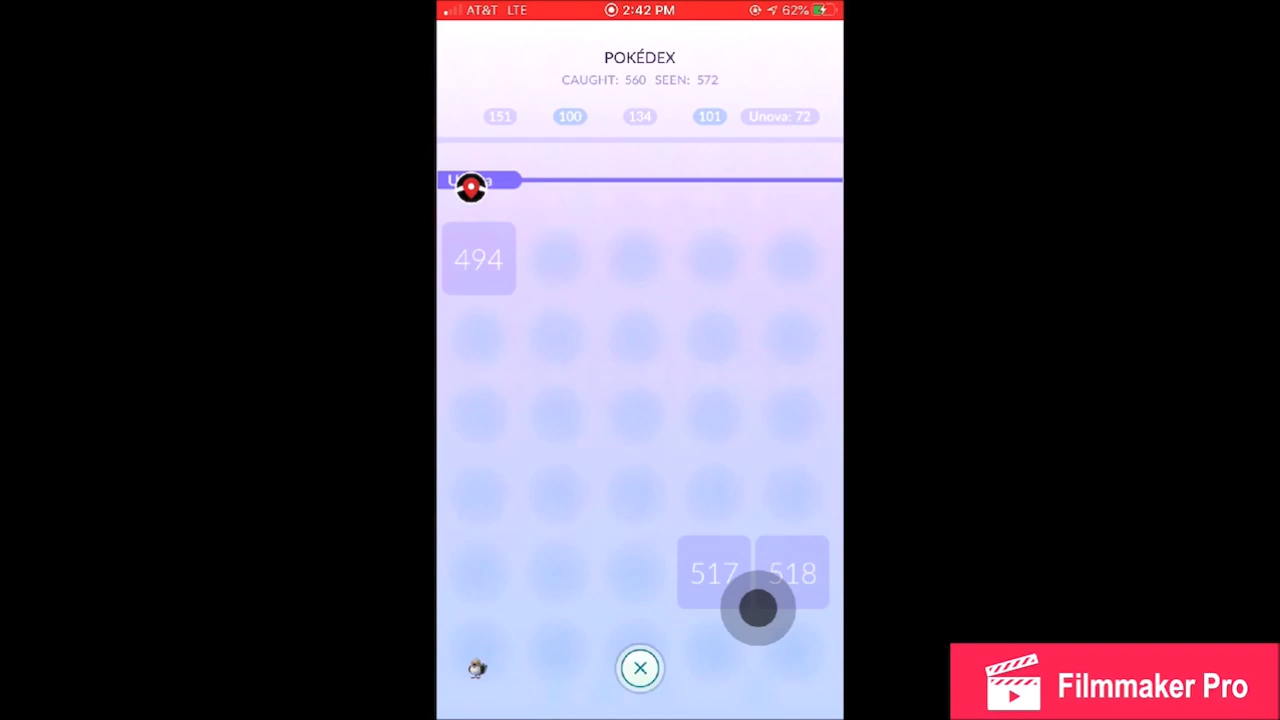 AT&T LTE 2:42 PM 62%
POKÉDEX
CAUGHT: 560 SEEN: 572
151 100 134 101 Unova: 72
494
517 518
Filmmaker Pro